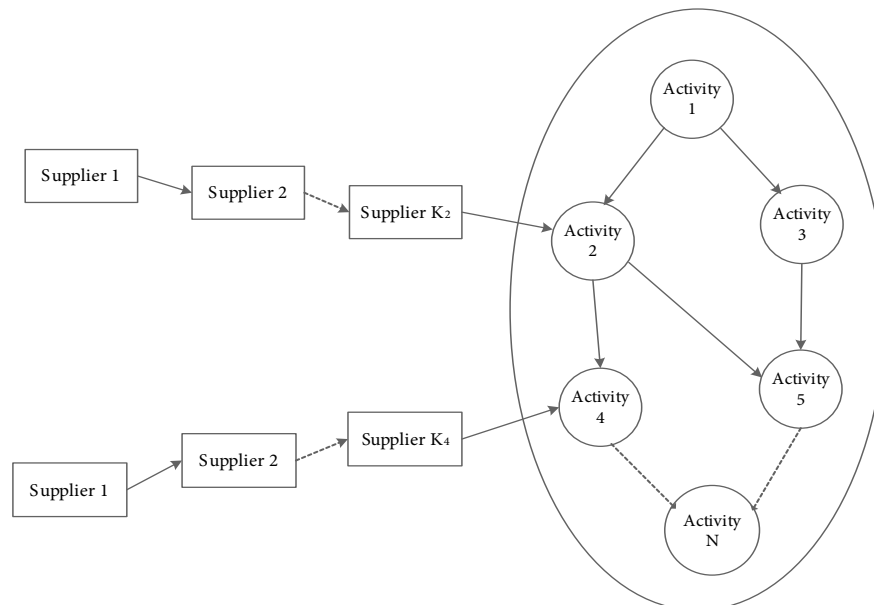 Activity
1
Supplier 1
Supplier 2
Supplier K₂
Activity
2
Activity
3
Activity
4
Activity
5
Supplier K₄
Supplier 2
Supplier 1
Activity
N